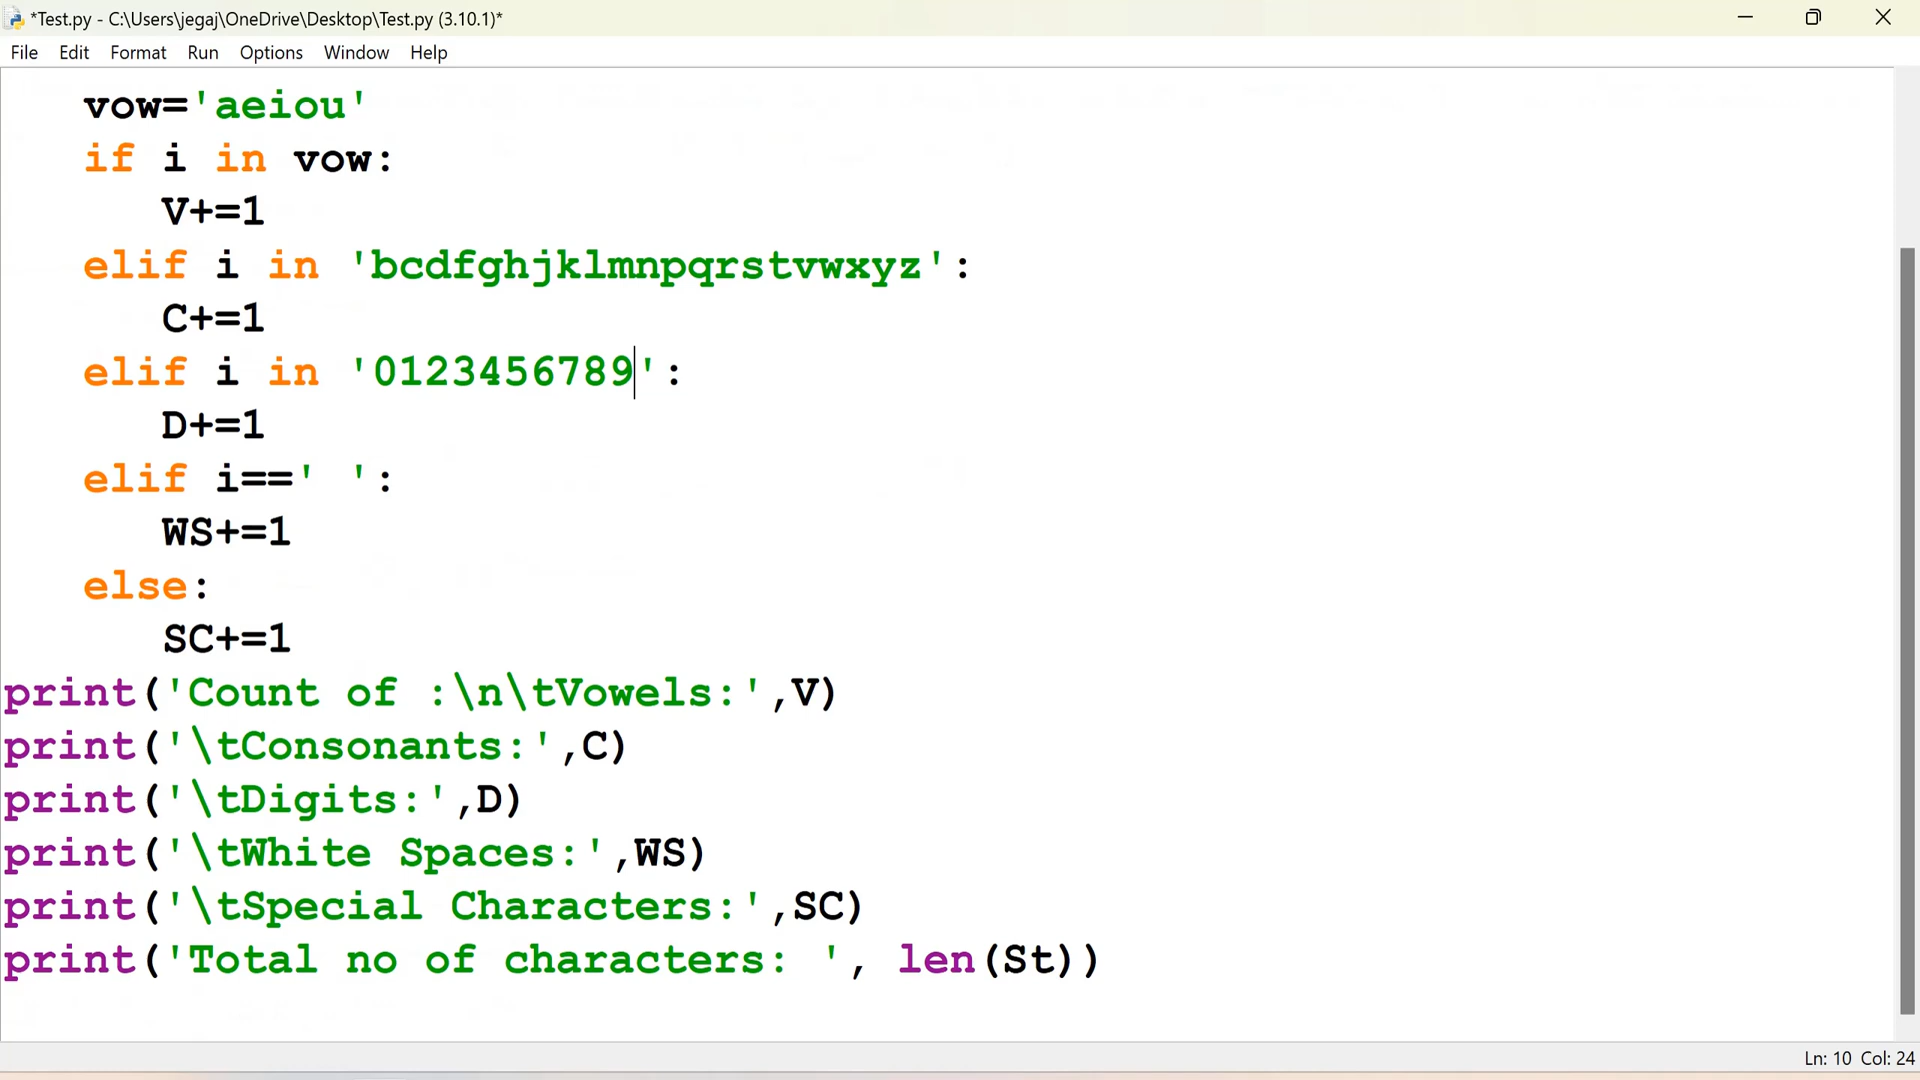 *Test.py - C:\Users\jegaj\OneDrive\Desktop\Test.py (3.10.1)*
File Edit Format Run Options Window Help
vow='aeiou'
if i in vow:
V+=1
elif i in 'bcdfghjklmnpqrstvwxyz':
C+=1
elif i in '0123456789':
D+=1
elif i==' ':
WS+=1
else:
SC+=1
print('Count of :\n\tVowels:',V)
print('\tConsonants:',C)
print('\tDigits:',D)
print('\tWhite Spaces:',WS)
print('\tSpecial Characters:',SC)
print('Total no of characters: ', len(St))
Ln: 10 Col: 24